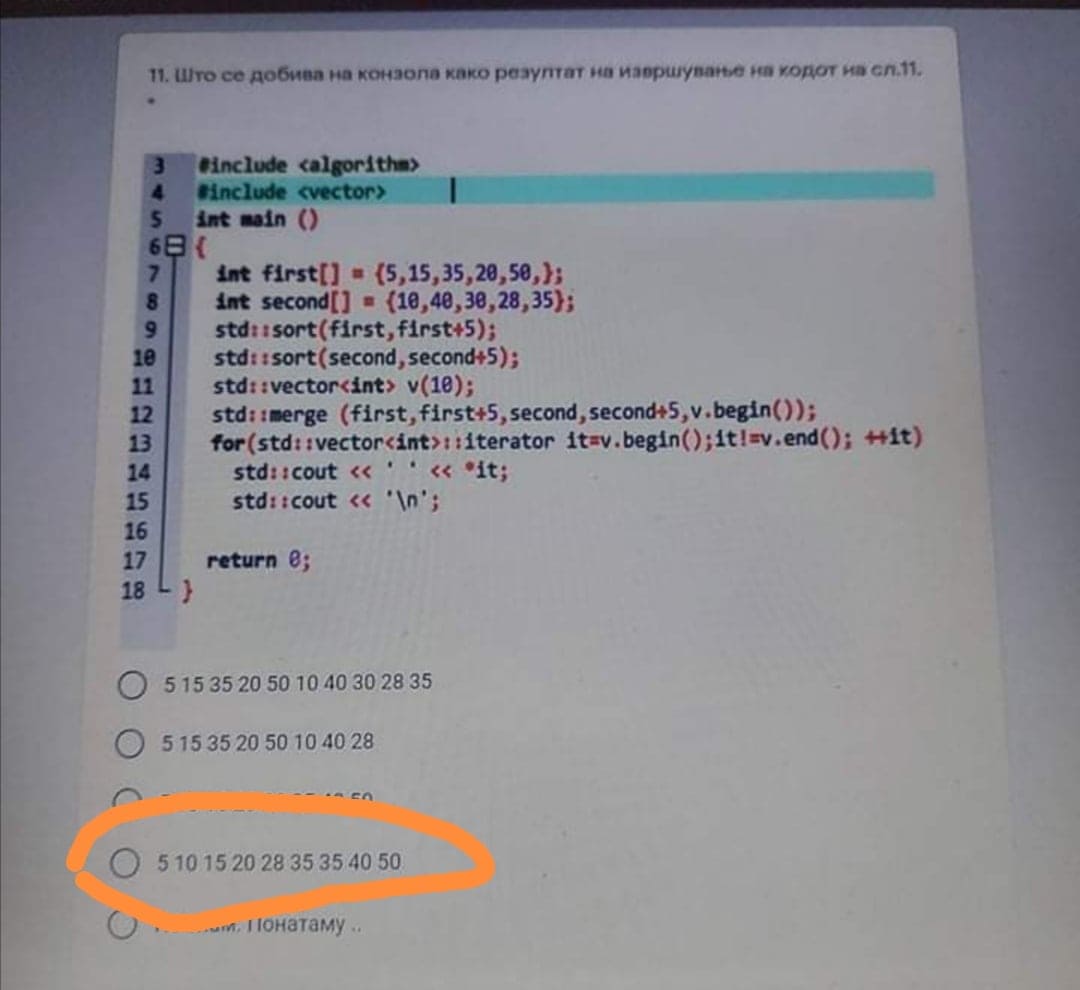 11. Што се добива на конзола како резултат на извршување на кодот на сл.11.
*
3 #include <algorithm>
4 #include <vector>
5 int main ()
6 {
7 int first[] = {5,15,35,20,50,};
8 int second[] = {10,40,30,28,35};
9 std::sort(first,first+5);
10 std::sort(second,second+5);
11 std::vector<int> v(10);
12 std::merge (first,first+5,second,second+5,v.begin());
13 for(std::vector<int>::iterator it=v.begin();it!=v.end(); ++it)
14 std::cout << ' ' << *it;
15 std::cout << '\n';
16
17 return 0;
18 }
5 15 35 20 50 10 40 30 28 35
5 15 35 20 50 10 40 28
5 10 15 20 28 35 35 40 50
Понатаму ..